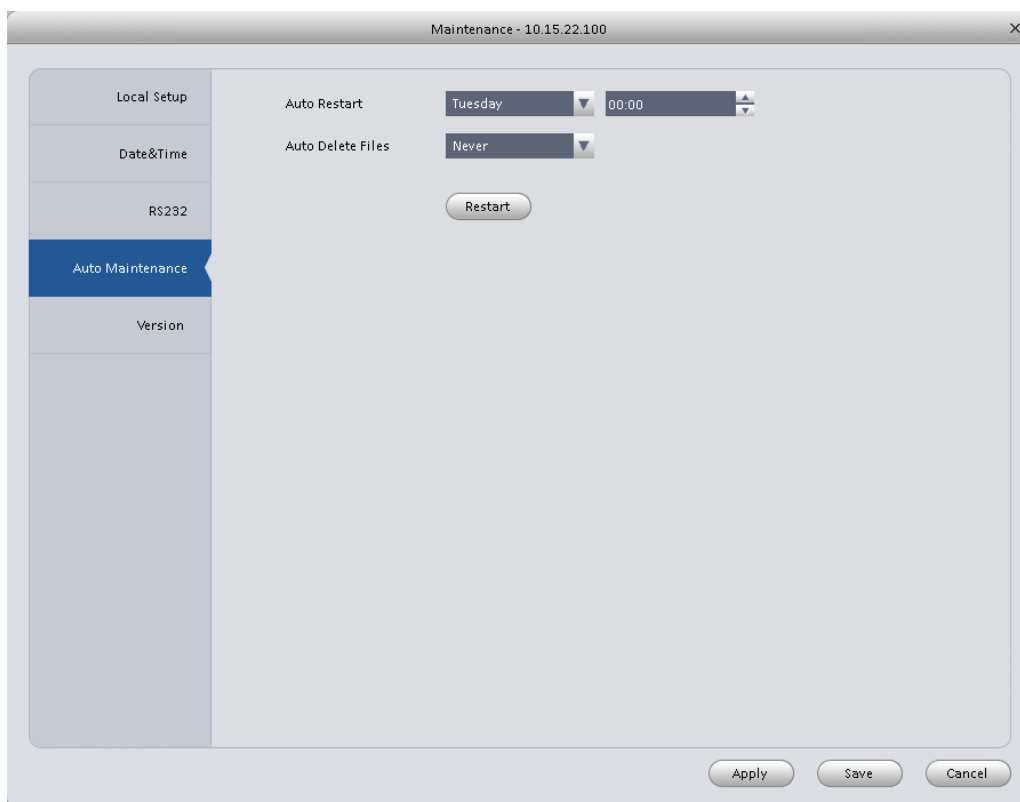 Maintenance - 10.15.22.100
Local Setup
Date&Time
RS232
Auto Maintenance
Version
Auto Restart Tuesday 00:00
Auto Delete Files Never
Restart
Apply Save Cancel